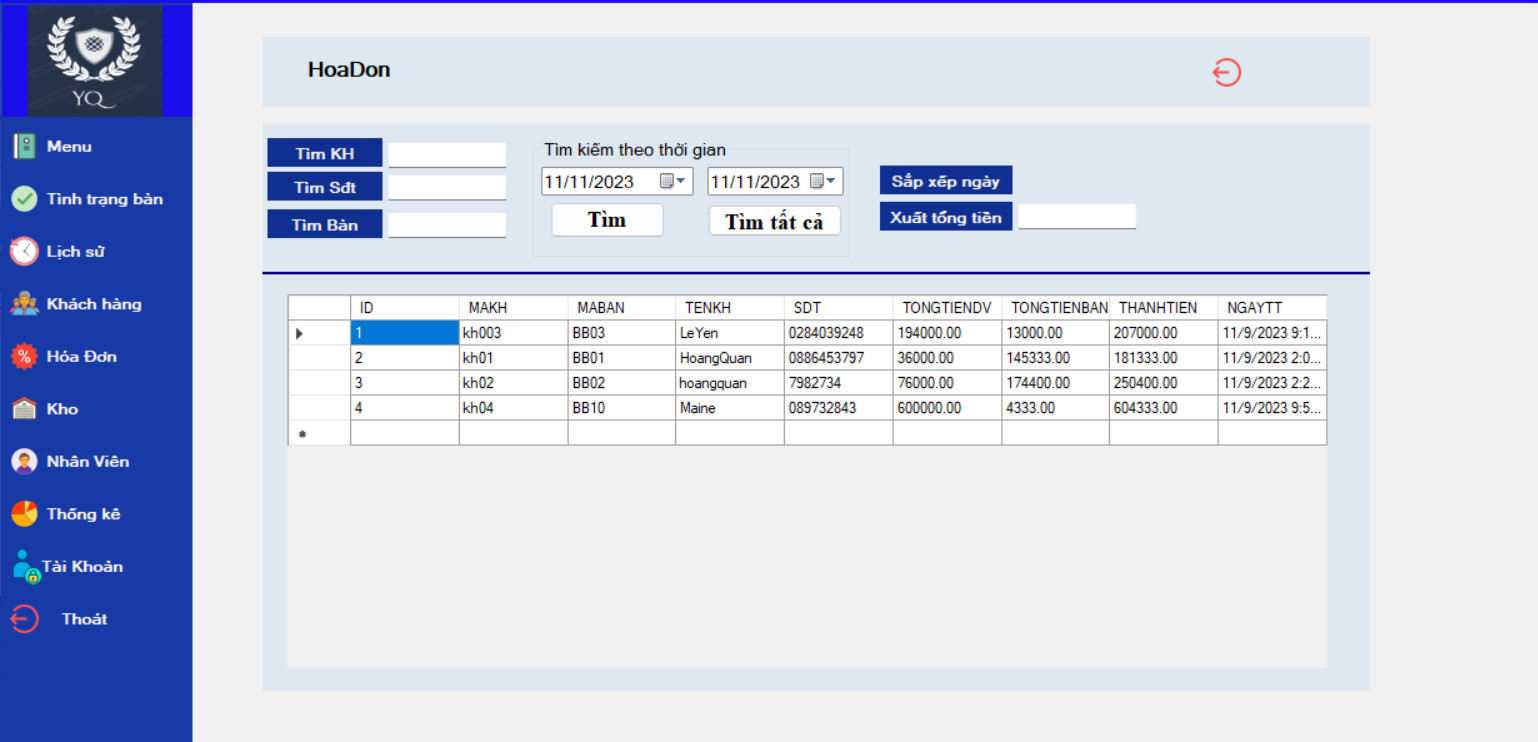 YQ
Menu
Tình trạng bàn
Lịch sử
Khách hàng
Hóa Đơn
Kho
Nhân Viên
Thống kê
Tài Khoản
Thoát
HoaDon
Tìm KH
Tìm Sđt
Tìm Bàn
Tìm kiếm theo thời gian
11/11/2023 11/11/2023
Tìm Tìm tất cả
Sắp xếp ngày
Xuất tổng tiền
ID MAKH MABAN TENKH SDT TONGTIENDV TONGTIENBAN THANHTIEN NGAYTT
1 kh003 BB03 LeYen 0284039248 194000.00 13000.00 207000.00 11/9/2023 9:1...
2 kh01 BB01 HoangQuan 0886453797 36000.00 145333.00 181333.00 11/9/2023 2:0...
3 kh02 BB02 hoangquan 7982734 76000.00 174400.00 250400.00 11/9/2023 2:2...
4 kh04 BB10 Maine 089732843 600000.00 4333.00 604333.00 11/9/2023 9:5...